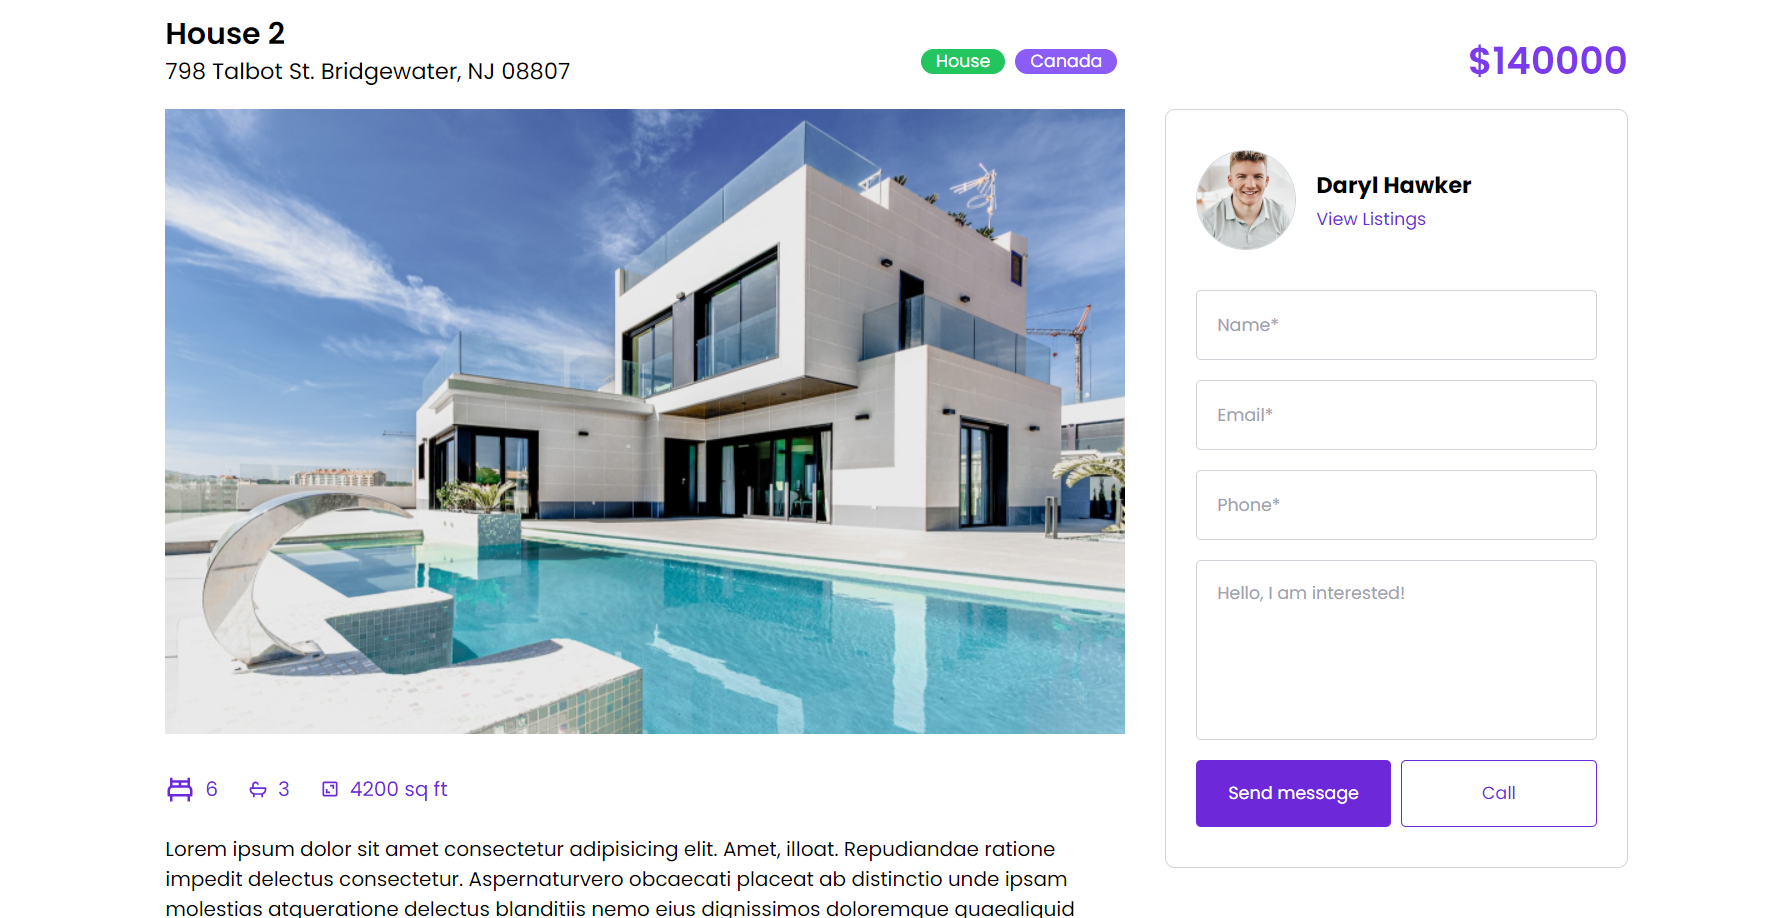 House 2
798 Talbot St. Bridgewater, NJ 08807
House
Canada
$140000
Daryl Hawker
View Listings
Name*
Email*
Phone*
Hello, I am interested!
Send message
Call
6
3
4200 sq ft
Lorem ipsum dolor sit amet consectetur adipisicing elit. Amet, illoat. Repudiandae ratione
impedit delectus consectetur. Aspernaturvero obcaecati placeat ab distinctio unde ipsam
molestias atqueratione delectus blanditiis nemo eius dignissimos doloremque quaealiquid